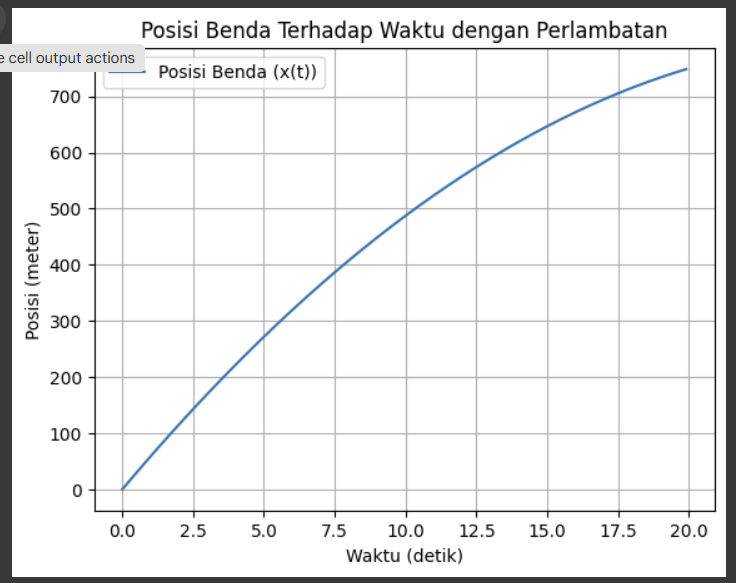 Posisi Benda Terhadap Waktu dengan Perlambatan
e cell output actions
Posisi Benda (x(t))
700
600
500
400
300
200
100
0
Posisi (meter)
0.0 2.5 5.0 7.5 10.0 12.5 15.0 17.5 20.0
Waktu (detik)